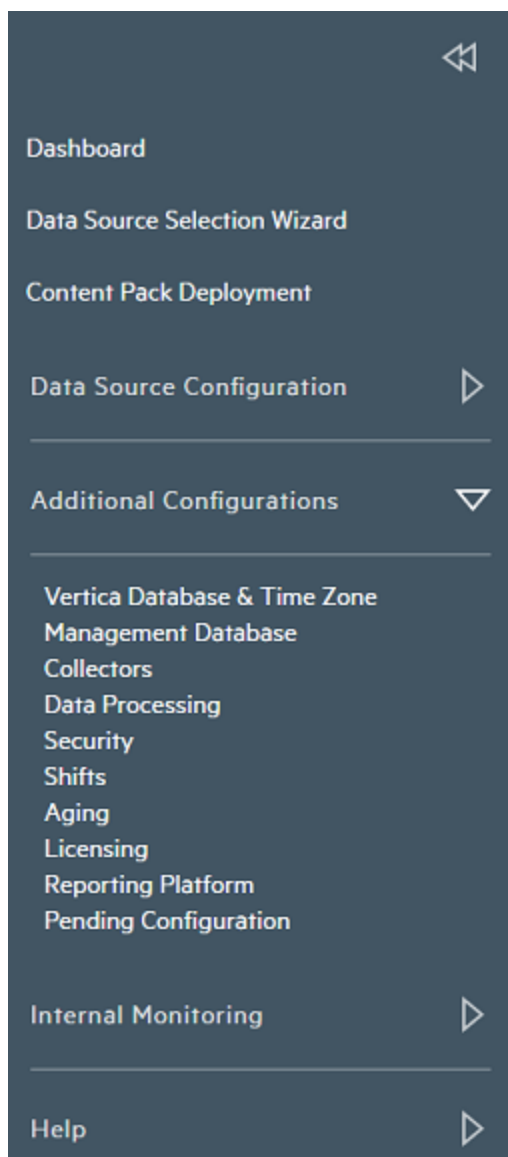 Dashboard
Data Source Selection Wizard
Content Pack Deployment
Data Source Configuration
Additional Configurations
Vertica Database & Time Zone
Management Database
Collectors
Data Processing
Security
Shifts
Aging
Licensing
Reporting Platform
Pending Configuration
Internal Monitoring
Help